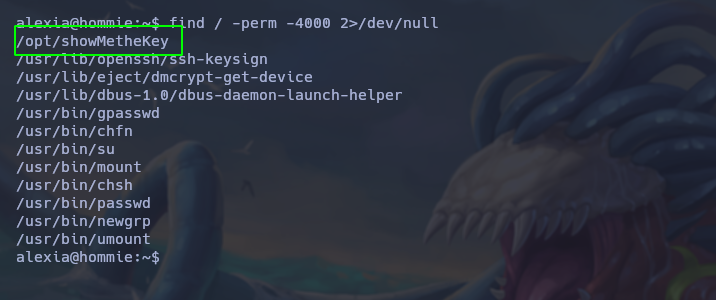 alexia@hommie:~$ find / -perm -4000 2>/dev/null
/opt/showMetheKey
/usr/lib/openssh/ssh-keysign
/usr/lib/eject/dmcrypt-get-device
/usr/lib/dbus-1.0/dbus-daemon-launch-helper
/usr/bin/gpasswd
/usr/bin/chfn
/usr/bin/su
/usr/bin/mount
/usr/bin/chsh
/usr/bin/passwd
/usr/bin/newgrp
/usr/bin/umount
alexia@hommie:~$